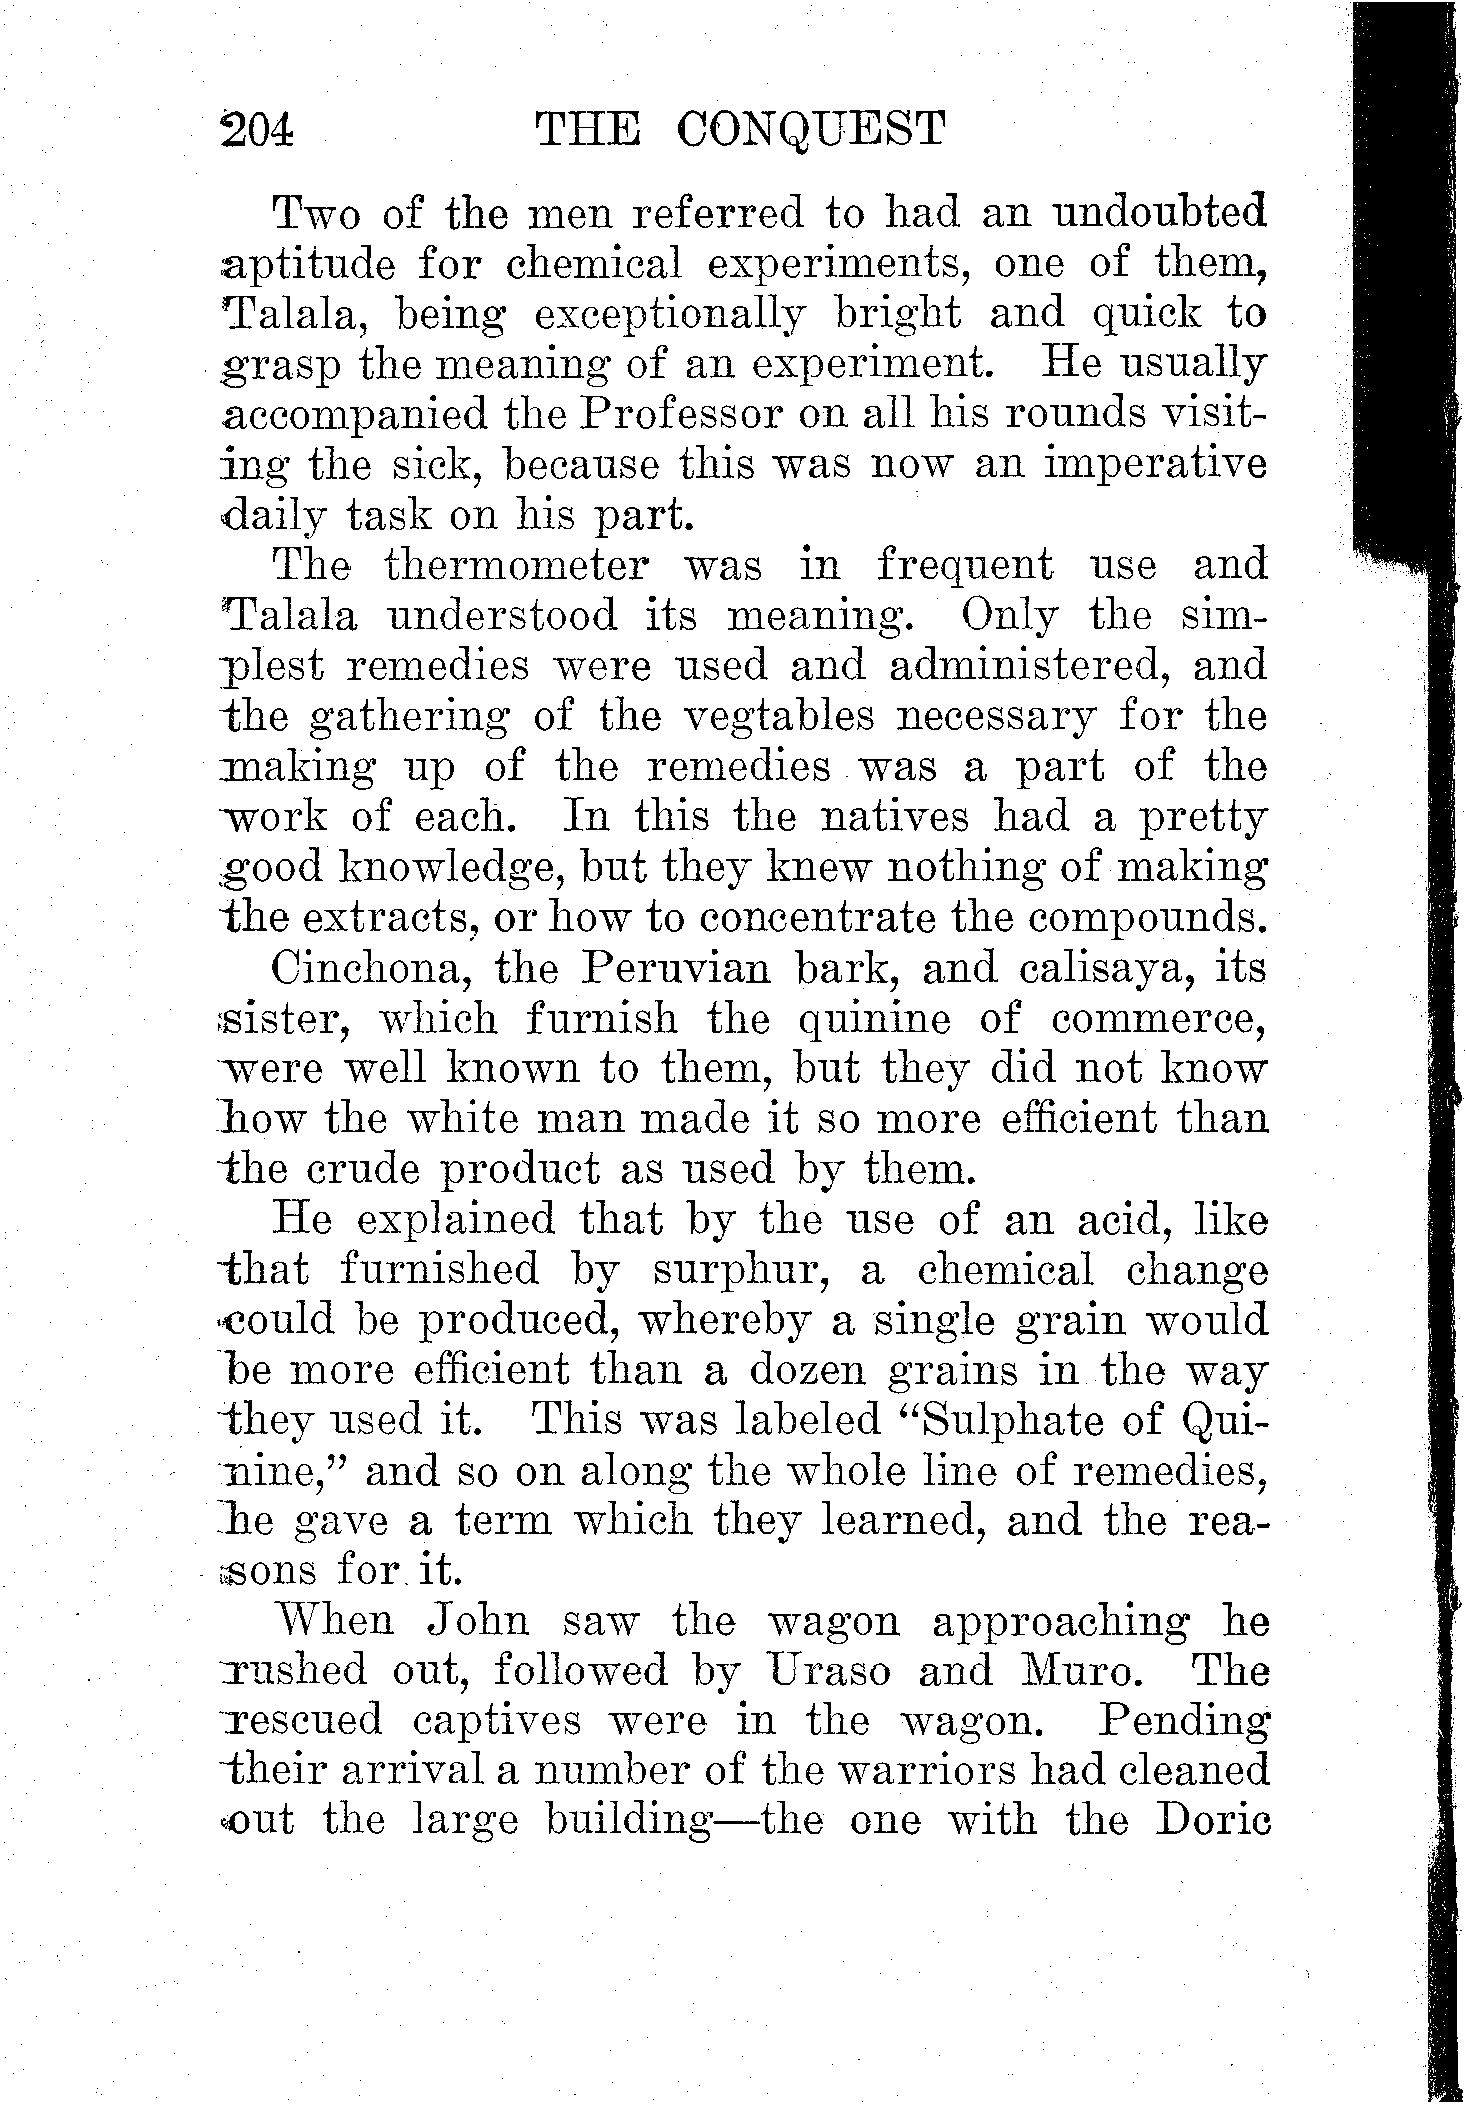 204 THE CONQUEST
Two of the men referred to had an undoubted
aptitude for chemical experiments, one of them,
Talala, being exceptionally bright and quick to
grasp the meaning of an experiment. He usually
accompanied the Professor on all his rounds visit-
ing the sick, because this was now an imperative
daily task on his part.
The thermometer was in frequent use and
Talala understood its meaning. Only the sim-
plest remedies were used and administered, and
the gathering of the vegtables necessary for the
making up of the remedies was a part of the
work of each. In this the natives had a pretty
good knowledge, but they knew nothing of making
the extracts, or how to concentrate the compounds.
Cinchona, the Peruvian bark, and calisaya, its
sister, which furnish the quinine of commerce,
were well known to them, but they did not know
how the white man made it so more efficient than
the crude product as used by them.
He explained that by the use of an acid, like
that furnished by surphur, a chemical change
could be produced, whereby a single grain would
be more efficient than a dozen grains in the way
they used it. This was labeled “Sulphate of Qui-
nine,” and so on along the whole line of remedies,
he gave a term which they learned, and the rea-
sons for it.
When John saw the wagon approaching he
rushed out, followed by Uraso and Muro. The
rescued captives were in the wagon. Pending
their arrival a number of the warriors had cleaned
out the large building—the one with the Doric